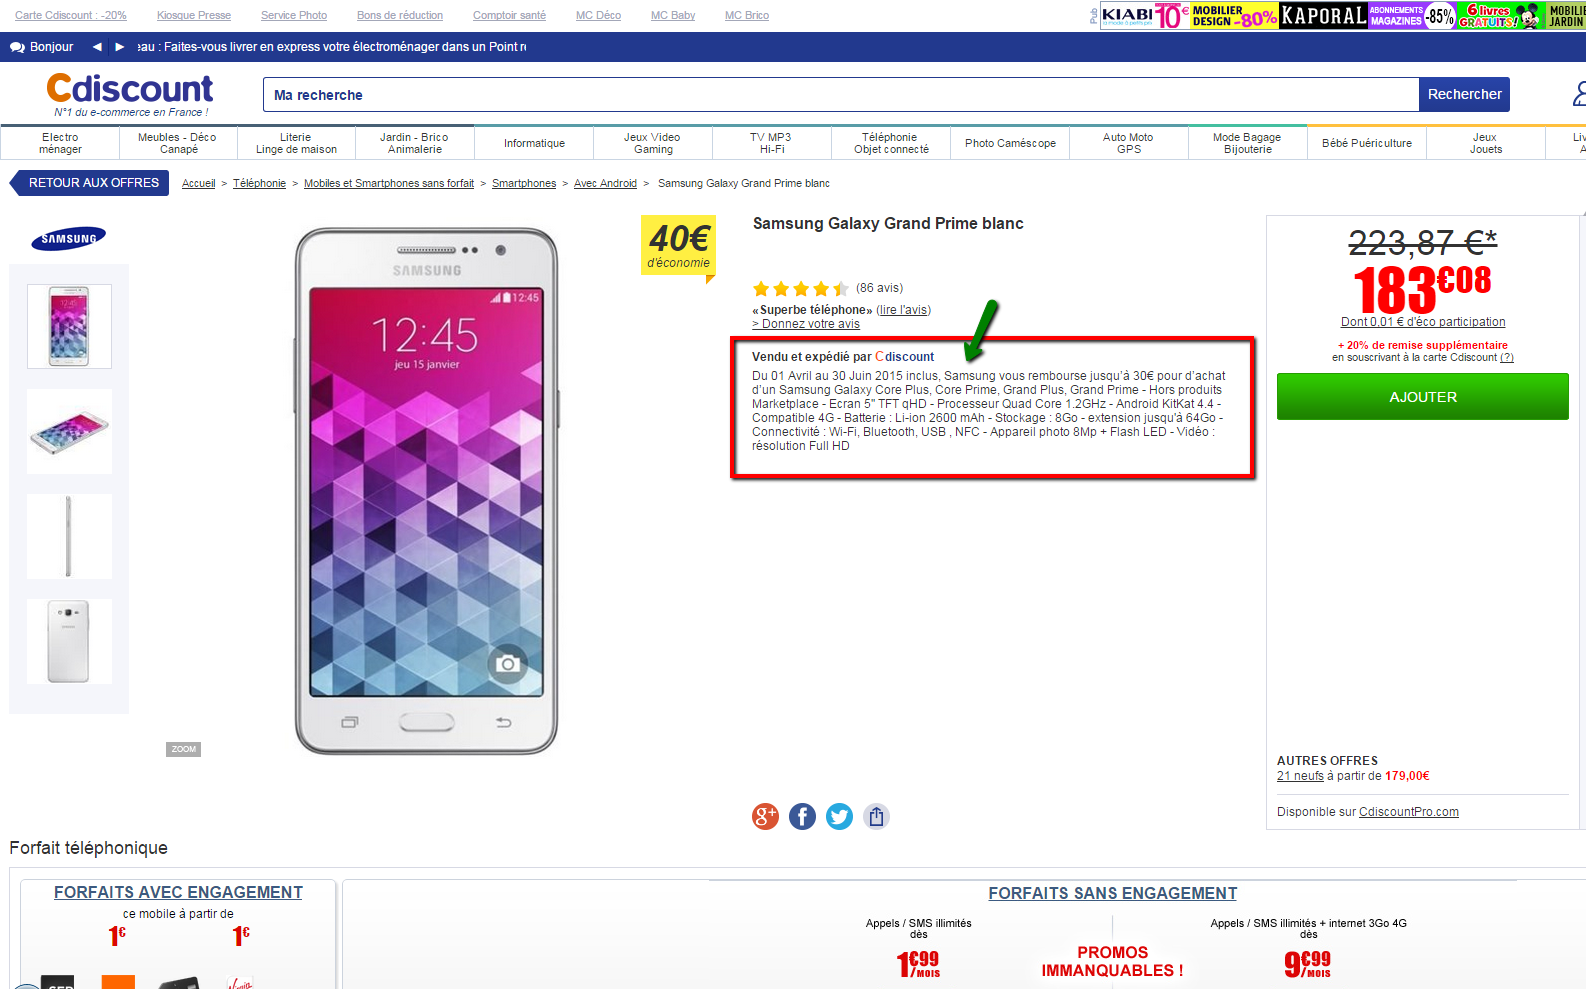 Carte Cdiscount : -20% Kiosque Presse Service Photo Bons de réduction Comptoir santé MC Déco MC Baby MC Brico
Pub
KIABI
la mode à petits prix
10€
MOBILIER
DESIGN -80%
KAPORAL
ABONNEMENTS
MAGAZINES -85%
6 livres
GRATUITS!
MOBILIE
JARDIN
Bonjour
eau : Faites-vous livrer en express votre électroménager dans un Point re
Cdiscount
N°1 du e-commerce en France !
Ma recherche
Rechercher
Electro
ménager
Meubles - Déco
Canapé
Literie
Linge de maison
Jardin - Brico
Animalerie
Informatique
Jeux Video
Gaming
TV MP3
Hi-Fi
Téléphonie
Objet connecté
Photo Caméscope
Auto Moto
GPS
Mode Bagage
Bijouterie
Bébé Puériculture
Jeux
Jouets
Liv
A
RETOUR AUX OFFRES
Accueil > Téléphonie > Mobiles et Smartphones sans forfait > Smartphones > Avec Android > Samsung Galaxy Grand Prime blanc
SAMSUNG
SAMSUNG
12:45
12:45
jeu 15 janvier
ZOOM
40€
d'économie
Samsung Galaxy Grand Prime blanc
(86 avis)
«Superbe téléphone» (lire l'avis)
> Donnez votre avis
Vendu et expédié par Cdiscount
Du 01 Avril au 30 Juin 2015 inclus, Samsung vous rembourse jusqu'à 30€ pour d'achat
d'un Samsung Galaxy Core Plus, Core Prime, Grand Plus, Grand Prime - Hors produits
Marketplace - Ecran 5" TFT qHD - Processeur Quad Core 1.2GHz - Android KitKat 4.4 -
Compatible 4G - Batterie : Li-ion 2600 mAh - Stockage : 8Go - extension jusqu'à 64Go -
Connectivité : Wi-Fi, Bluetooth, USB , NFC - Appareil photo 8Mp + Flash LED - Vidéo :
résolution Full HD
223,87 €*
183€08
Dont 0,01 € d'éco participation
+ 20% de remise supplémentaire
en souscrivant à la carte Cdiscount (?)
AJOUTER
AUTRES OFFRES
21 neufs à partir de 179,00€
Disponible sur CdiscountPro.com
g+
Forfait téléphonique
FORFAITS AVEC ENGAGEMENT
ce mobile à partir de
1€ 1€
FORFAITS SANS ENGAGEMENT
Appels / SMS illimités
dès
1€99
/MOIS
PROMOS
IMMANQUABLES !
Appels / SMS illimités + internet 3Go 4G
dès
9€99
/MOIS